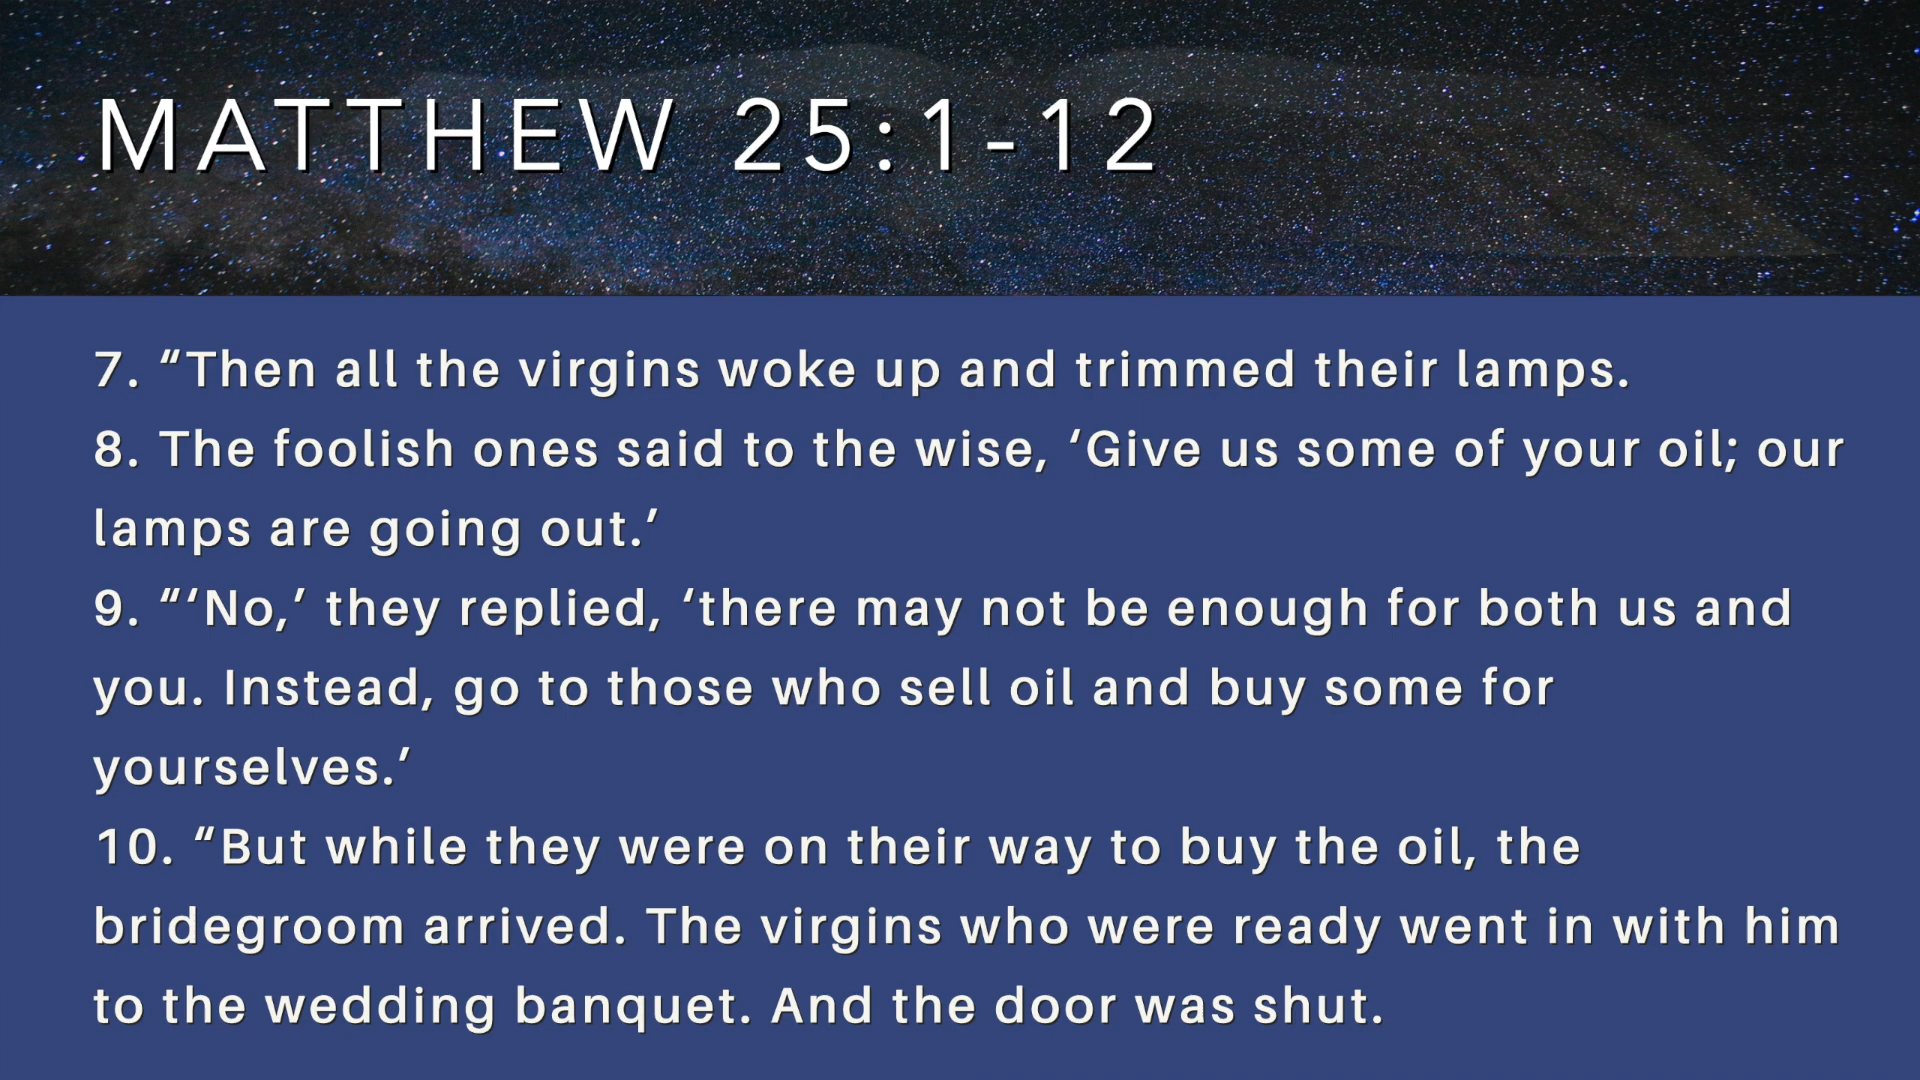 MATTHEW 25:1-12
7. “Then all the virgins woke up and trimmed their lamps.
8. The foolish ones said to the wise, ‘Give us some of your oil; our
lamps are going out.’
9. “‘No,’ they replied, ‘there may not be enough for both us and
you. Instead, go to those who sell oil and buy some for
yourselves.’
10. “But while they were on their way to buy the oil, the
bridegroom arrived. The virgins who were ready went in with him
to the wedding banquet. And the door was shut.